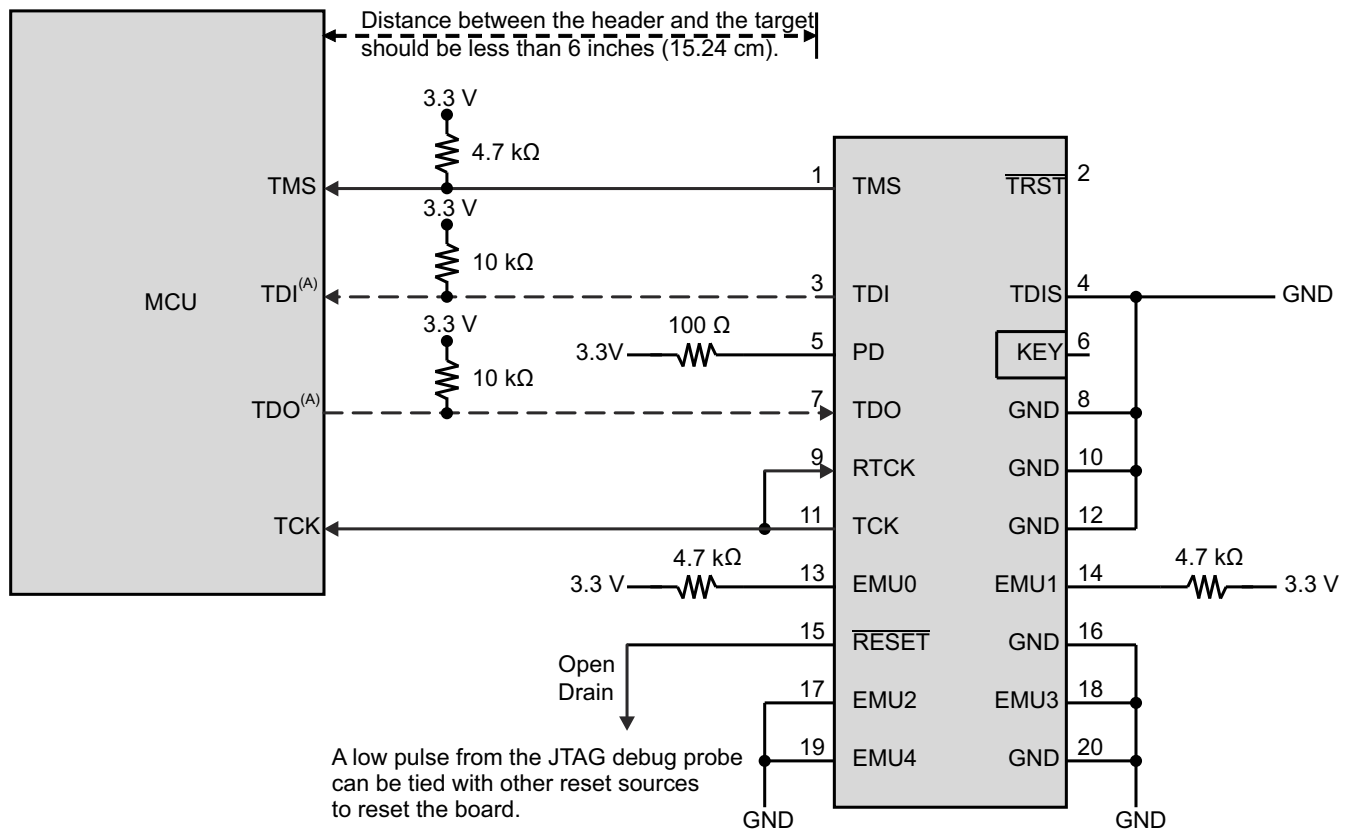 Distance between the header and the target
should be less than 6 inches (15.24 cm).
3.3 V
4.7 kΩ
TMS
1
TMS
TRST
2
3.3 V
10 kΩ
MCU
TDI(A)
3
TDI
TDIS
4
GND
3.3 V
100 Ω
3.3V
5
PD
KEY
6
10 kΩ
TDO(A)
7
TDO
GND
8
9
RTCK
GND
10
TCK
11
TCK
GND
12
4.7 kΩ
3.3 V
13
EMU0
EMU1
14
4.7 kΩ
3.3 V
15
RESET
GND
16
Open
Drain
17
EMU2
EMU3
18
A low pulse from the JTAG debug probe
can be tied with other reset sources
to reset the board.
19
EMU4
GND
20
GND
GND